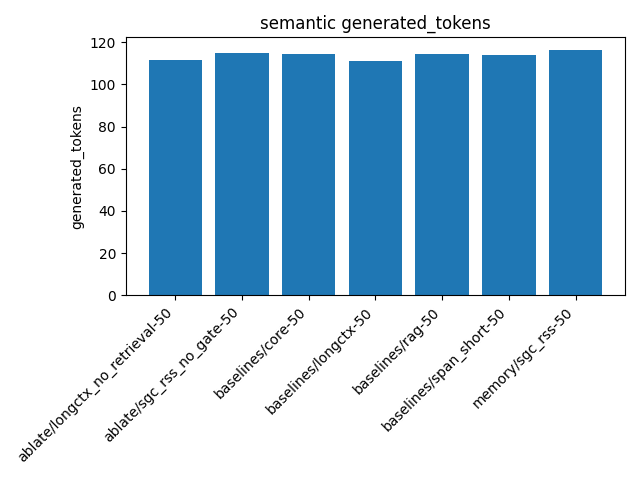 semantic generated_tokens
generated_tokens
120
100
80
60
40
20
0
ablate/longctx_no_retrieval-50
ablate/sgc_rss_no_gate-50
baselines/core-50
baselines/longctx-50
baselines/rag-50
baselines/span_short-50
memory/sgc_rss-50